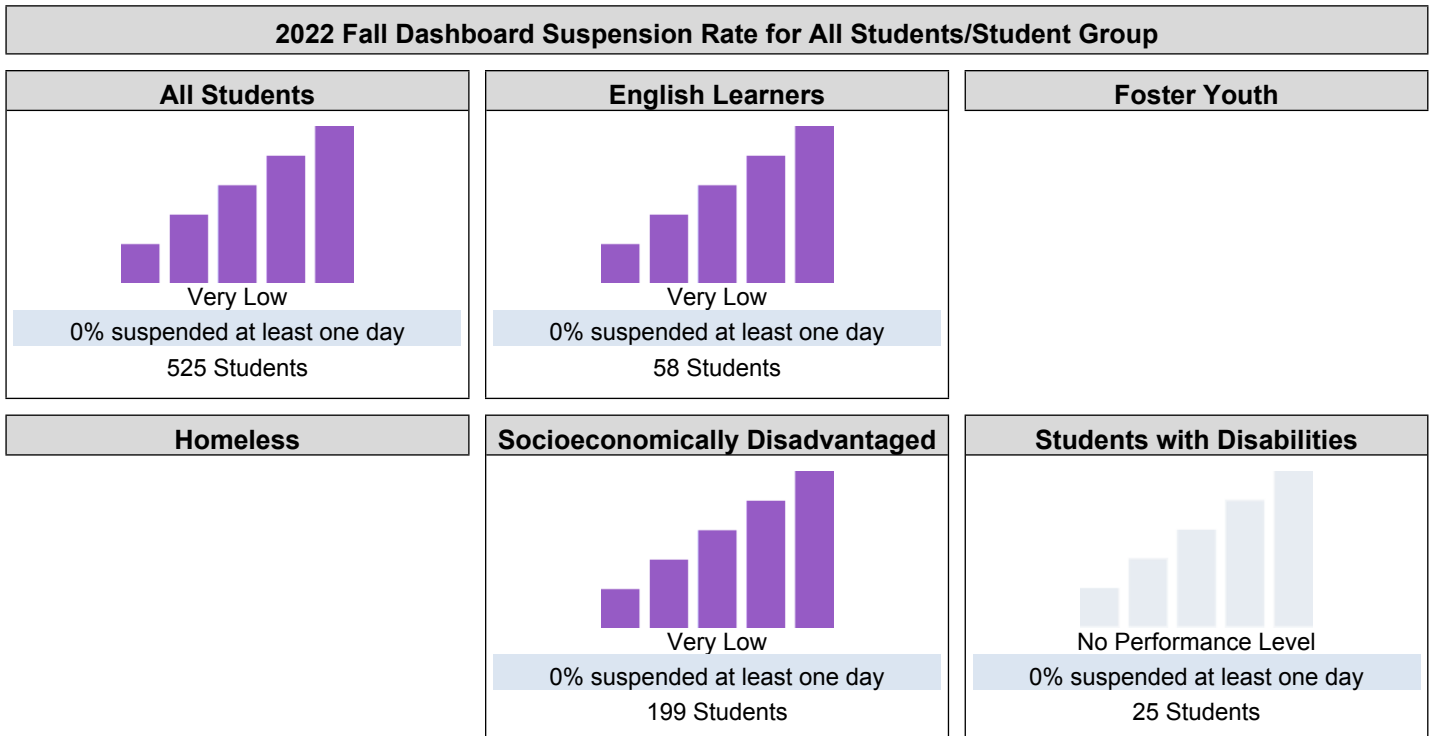 2022 Fall Dashboard Suspension Rate for All Students/Student Group
All Students
Very Low
0% suspended at least one day
525 Students
English Learners
Very Low
0% suspended at least one day
58 Students
Foster Youth
Homeless
Socioeconomically Disadvantaged
Very Low
0% suspended at least one day
199 Students
Students with Disabilities
No Performance Level
0% suspended at least one day
25 Students